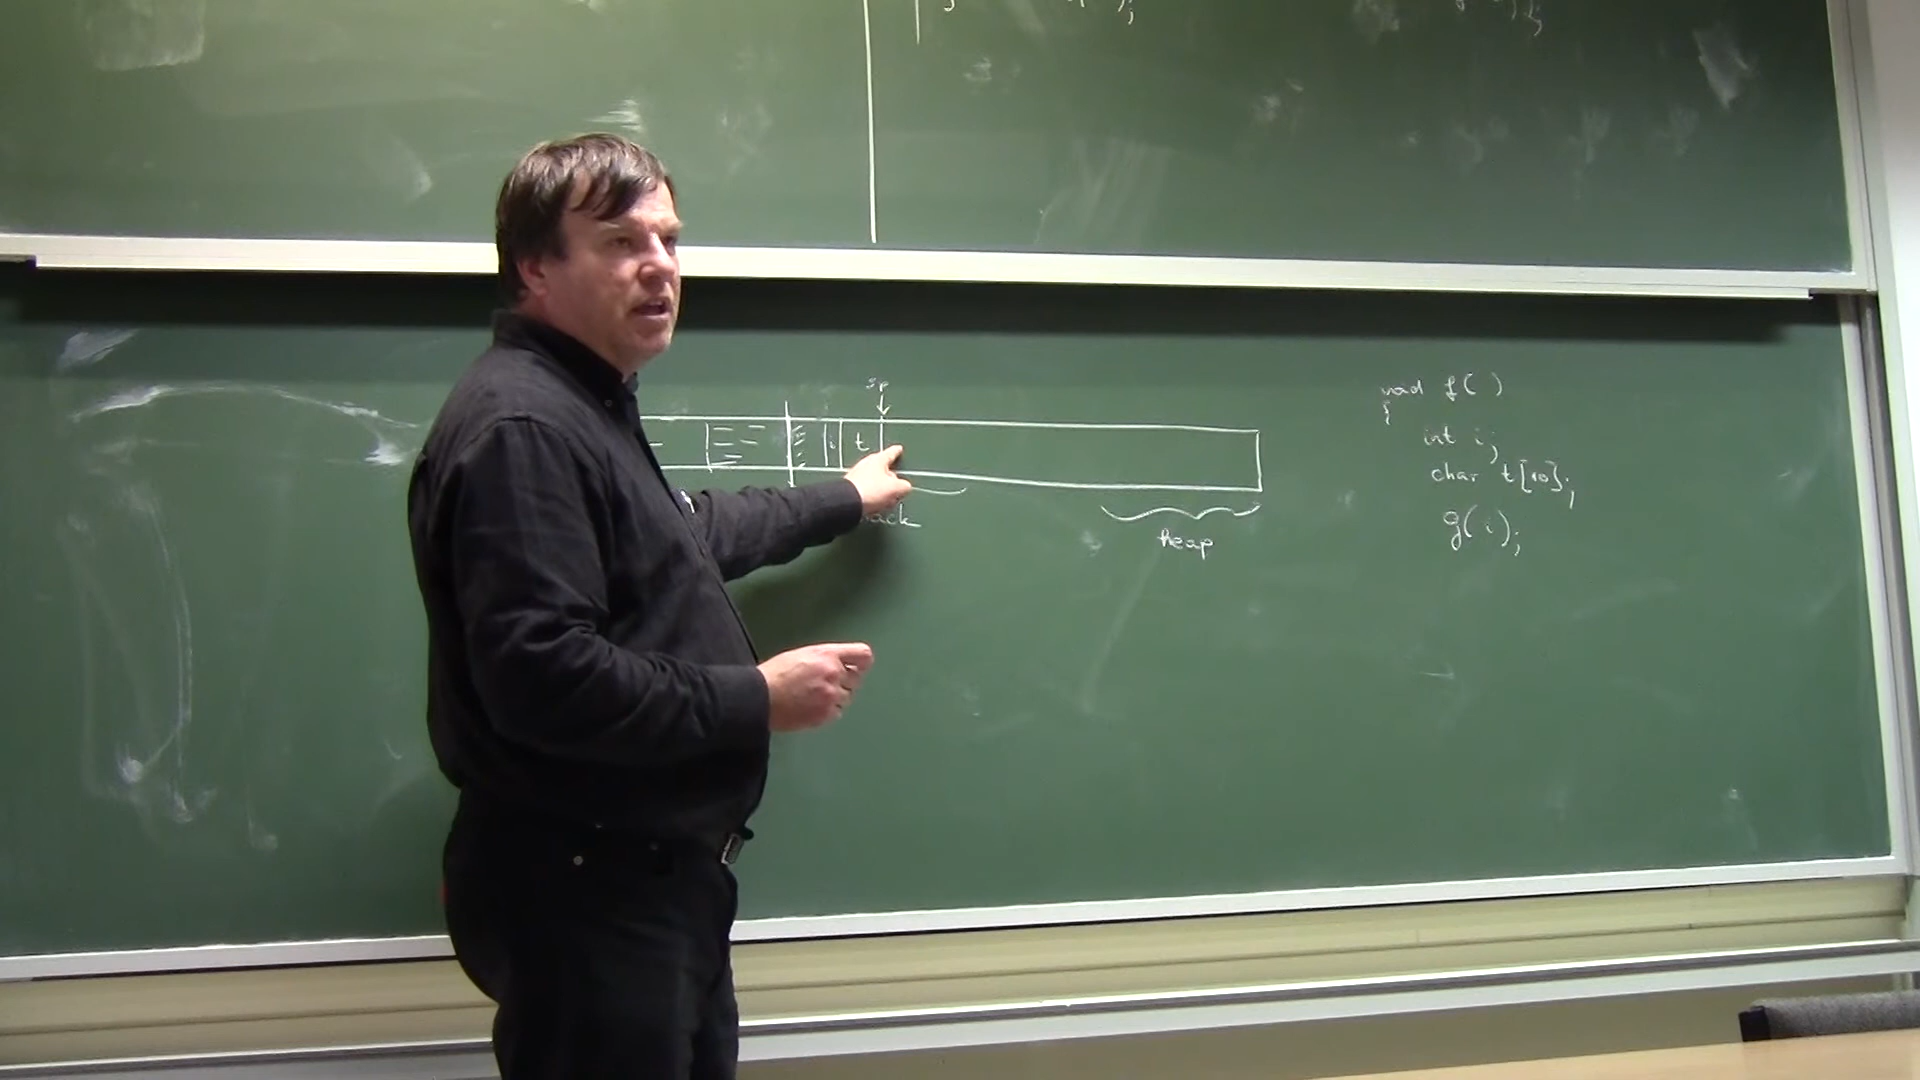 sp
i t
stack
heap
void f( )
{
int i;
char t[10];
g(i);